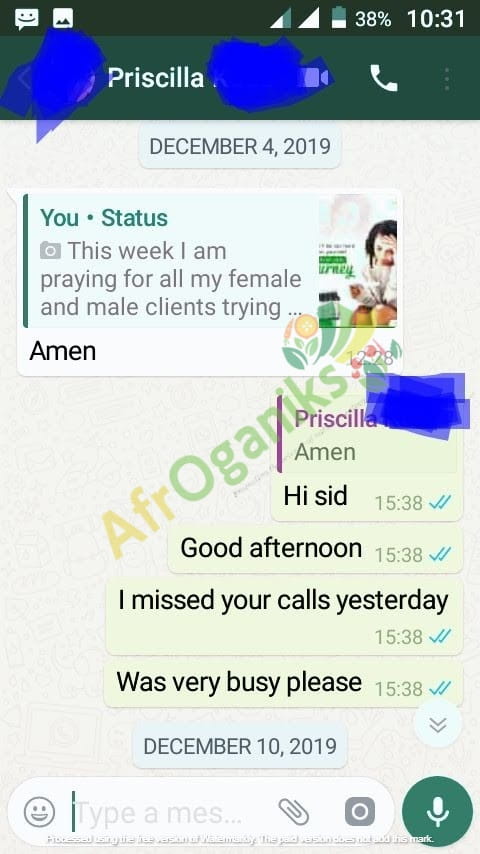 38% 10:31
Priscilla
DECEMBER 4, 2019
You • Status
This week I am
praying for all my female
and male clients trying ...
Amen
12:28
AfrOganiks
Priscilla
Amen
Hi sid 15:38
Good afternoon 15:38
I missed your calls yesterday
15:38
Was very busy please 15:38
DECEMBER 10, 2019
Type a mes...
Processed using the free version of Watermarkly. The paid version does not add this mark.